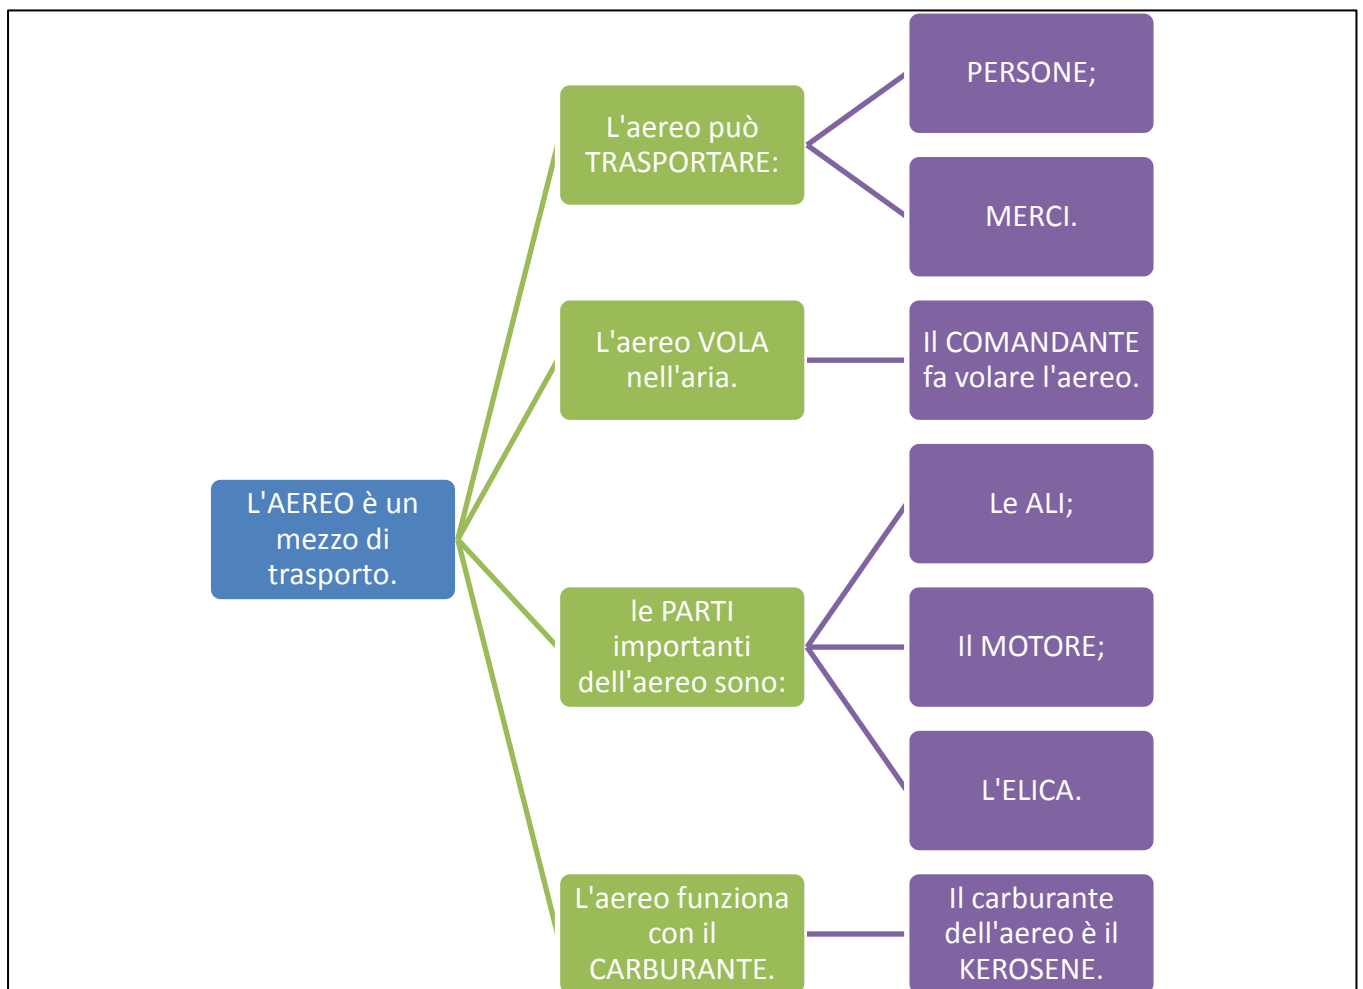 L'AEREO è un
mezzo di
trasporto.
L'aereo può
TRASPORTARE:
PERSONE;
MERCI.
L'aereo VOLA
nell'aria.
Il COMANDANTE
fa volare l'aereo.
le PARTI
importanti
dell'aereo sono:
Le ALI;
Il MOTORE;
L'ELICA.
L'aereo funziona
con il
CARBURANTE.
Il carburante
dell'aereo è il
KEROSENE.